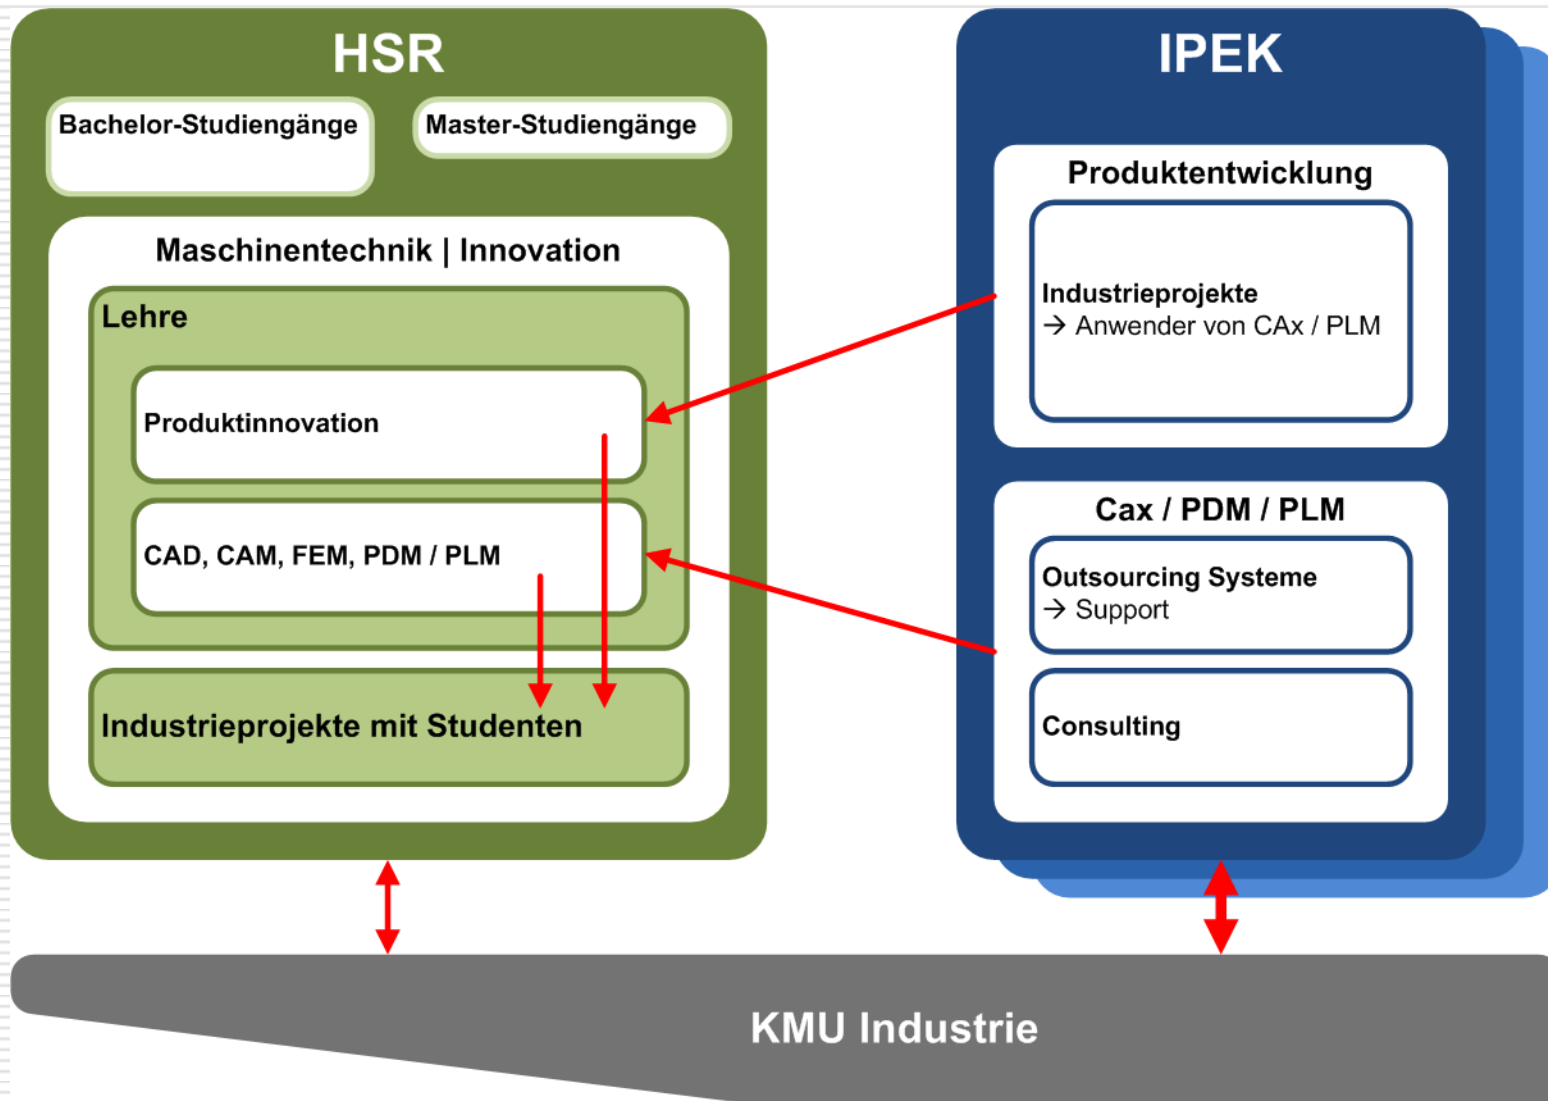 HSR
Bachelor-Studiengänge
Master-Studiengänge
Maschinentechnik | Innovation
Lehre
Produktinnovation
CAD, CAM, FEM, PDM / PLM
Industrieprojekte mit Studenten
IPEK
Produktentwicklung
Industrieprojekte
→ Anwender von CAx / PLM
Cax / PDM / PLM
Outsourcing Systeme
→ Support
Consulting
KMU Industrie